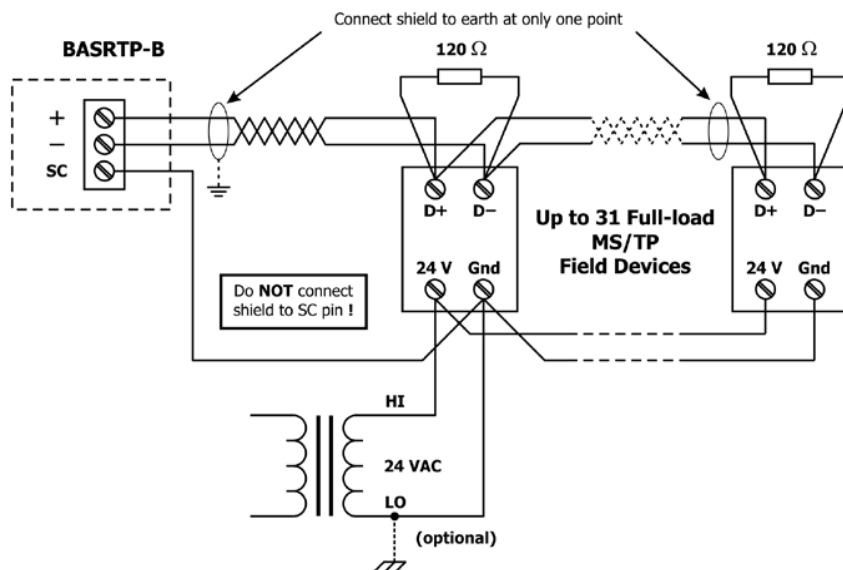 Connect shield to earth at only one point
BASRTP-B
120 Ω
120 Ω
+
−
SC
D+
D−
D+
D−
Up to 31 Full-load
MS/TP
Field Devices
24 V
Gnd
24 V
Gnd
Do NOT connect
shield to SC pin !
HI
24 VAC
LO
(optional)